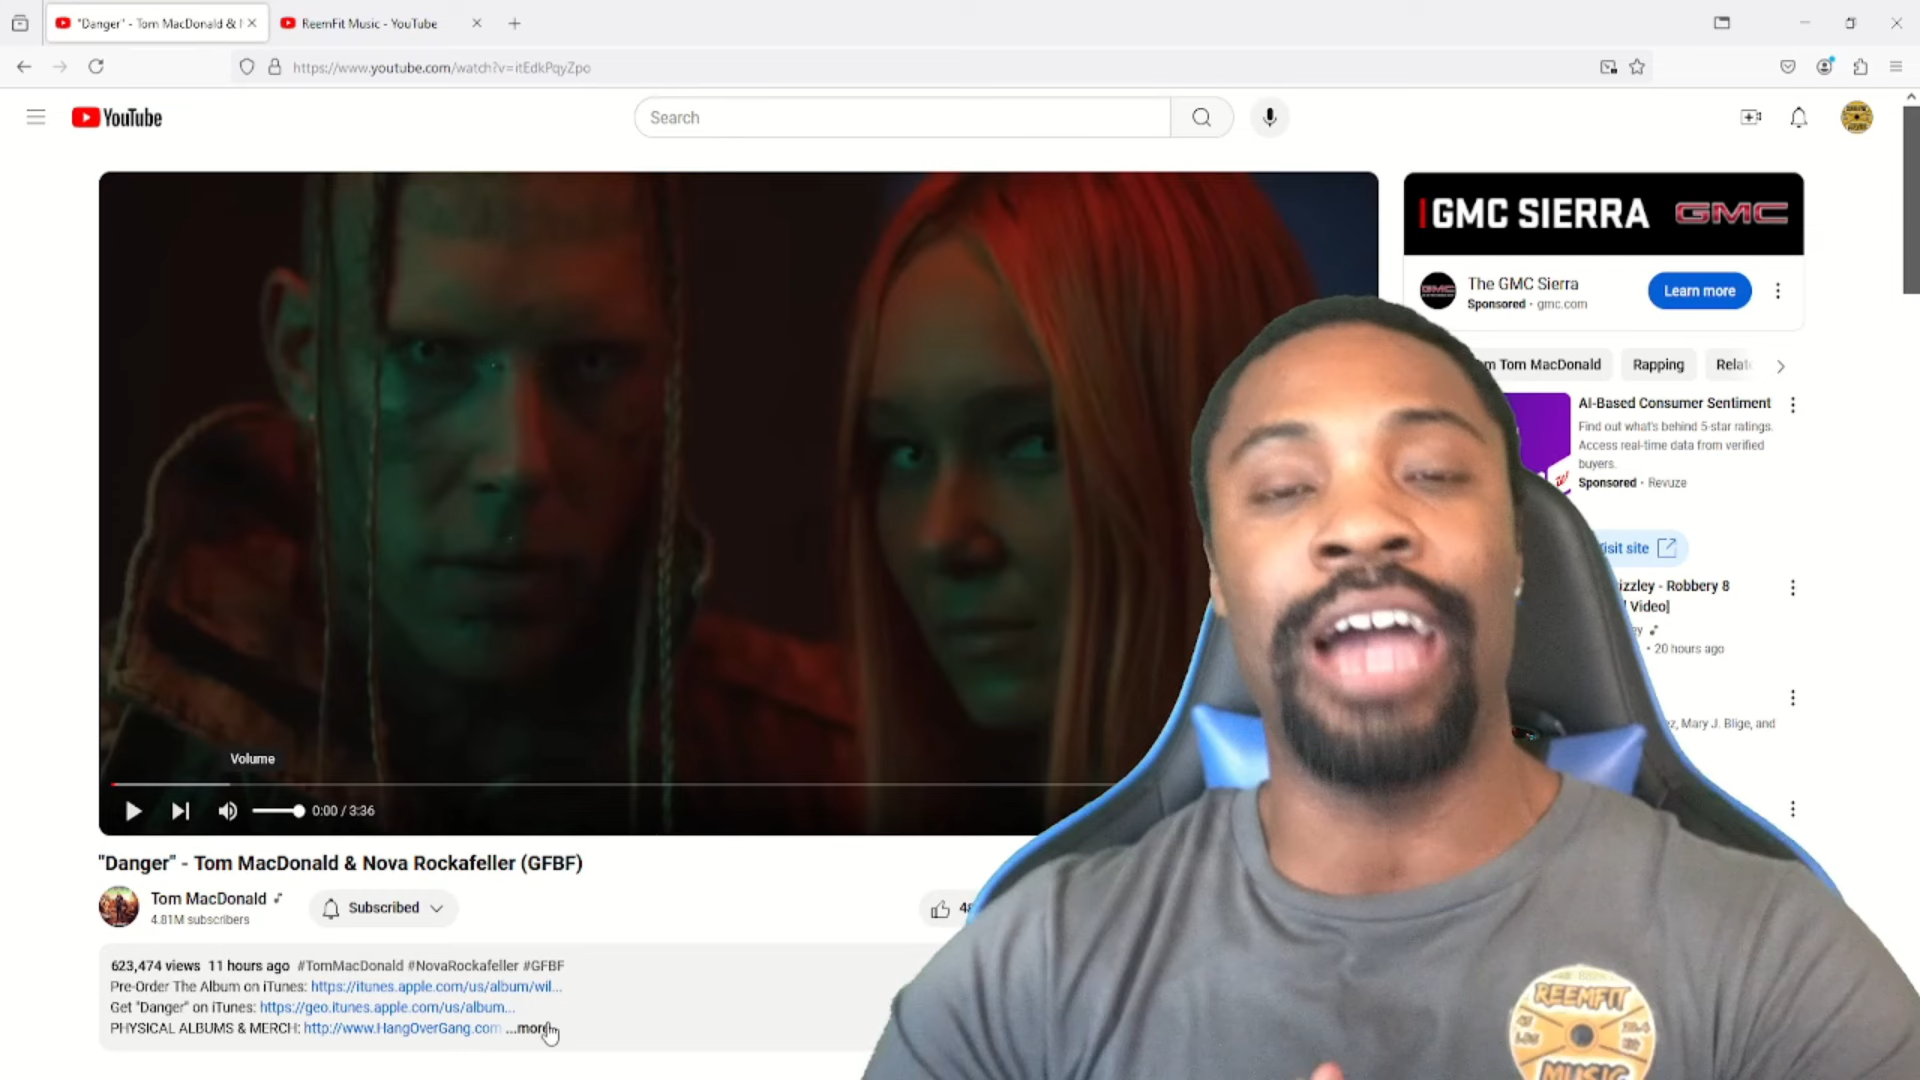 "Danger" - Tom MacDonald &
ReemFit Music - YouTube
https://www.youtube.com/watch?v=itEdkPqyZpo
YouTube
Search
GMC SIERRA GMC
The GMC Sierra
Sponsored · gmc.com
Learn more
Tom MacDonald
Rapping
AI-Based Consumer Sentiment
Find out what's behind 5-star ratings.
Access real-time data from verified
buyers.
Sponsored · Revuze
isit site
izzley - Robbery 8
Video]
20 hours ago
Mary J. Blige, and
Volume
0:00 / 3:36
"Danger" - Tom MacDonald & Nova Rockafeller (GFBF)
Tom MacDonald
4.81M subscribers
Subscribed
623,474 views 11 hours ago #TomMacDonald #NovaRockafeller #GFBF
Pre-Order The Album on iTunes: https://itunes.apple.com/us/album/wil...
Get "Danger" on iTunes: https://geo.itunes.apple.com/us/album...
PHYSICAL ALBUMS & MERCH: http://www.HangOverGang.com ...more
REEMFIT
MUSIC